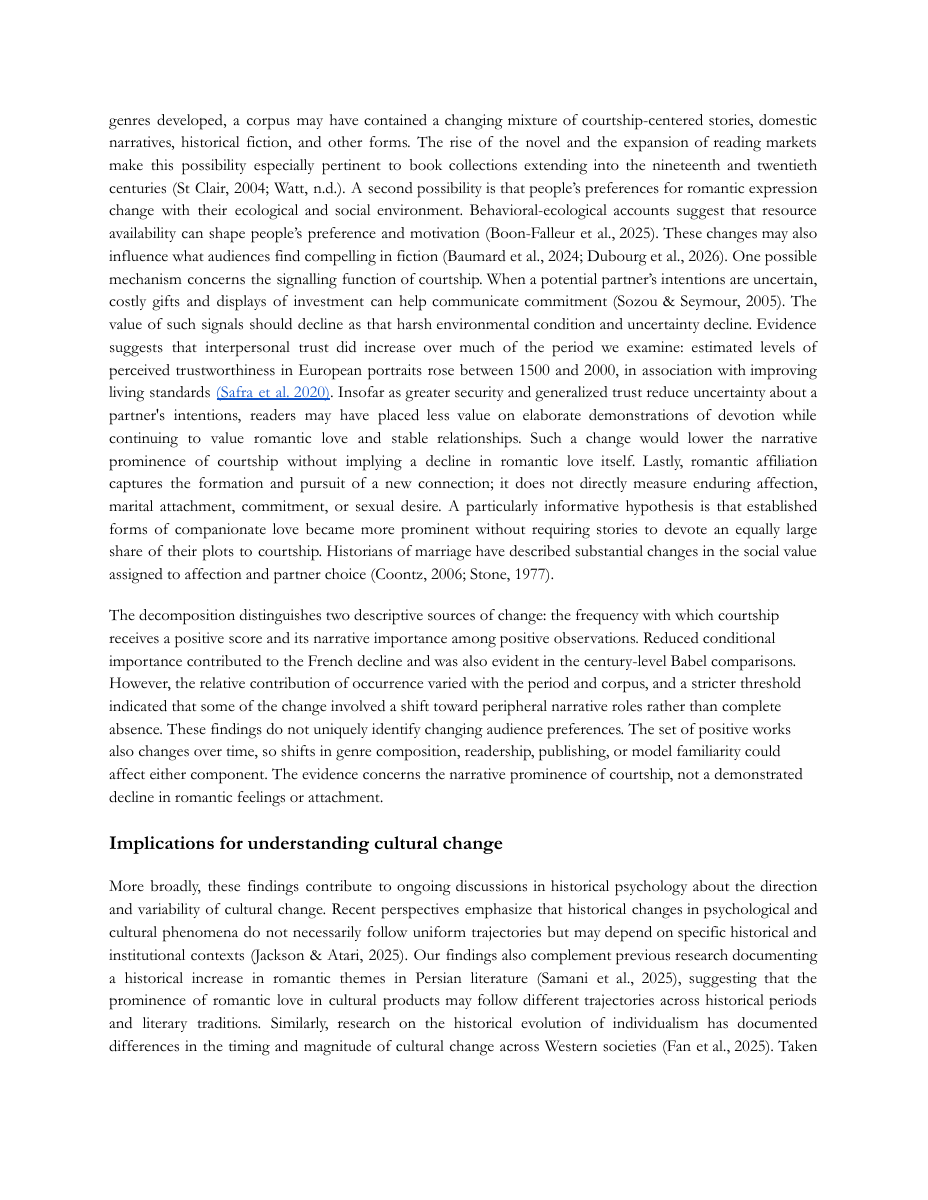 genres developed, a corpus may have contained a changing mixture of courtship-centered stories, domestic
narratives, historical fiction, and other forms. The rise of the novel and the expansion of reading markets
make this possibility especially pertinent to book collections extending into the nineteenth and twentieth
centuries (St Clair, 2004; Watt, n.d.). A second possibility is that people’s preferences for romantic expression
change with their ecological and social environment. Behavioral-ecological accounts suggest that resource
availability can shape people’s preference and motivation (Boon-Falleur et al., 2025). These changes may also
influence what audiences find compelling in fiction (Baumard et al., 2024; Dubourg et al., 2026). One possible
mechanism concerns the signalling function of courtship. When a potential partner’s intentions are uncertain,
costly gifts and displays of investment can help communicate commitment (Sozou & Seymour, 2005). The
value of such signals should decline as that harsh environmental condition and uncertainty decline. Evidence
suggests that interpersonal trust did increase over much of the period we examine: estimated levels of
perceived trustworthiness in European portraits rose between 1500 and 2000, in association with improving
living standards (Safra et al. 2020). Insofar as greater security and generalized trust reduce uncertainty about a
partner's intentions, readers may have placed less value on elaborate demonstrations of devotion while
continuing to value romantic love and stable relationships. Such a change would lower the narrative
prominence of courtship without implying a decline in romantic love itself. Lastly, romantic affiliation
captures the formation and pursuit of a new connection; it does not directly measure enduring affection,
marital attachment, commitment, or sexual desire. A particularly informative hypothesis is that established
forms of companionate love became more prominent without requiring stories to devote an equally large
share of their plots to courtship. Historians of marriage have described substantial changes in the social value
assigned to affection and partner choice (Coontz, 2006; Stone, 1977).
The decomposition distinguishes two descriptive sources of change: the frequency with which courtship
receives a positive score and its narrative importance among positive observations. Reduced conditional
importance contributed to the French decline and was also evident in the century-level Babel comparisons.
However, the relative contribution of occurrence varied with the period and corpus, and a stricter threshold
indicated that some of the change involved a shift toward peripheral narrative roles rather than complete
absence. These findings do not uniquely identify changing audience preferences. The set of positive works
also changes over time, so shifts in genre composition, readership, publishing, or model familiarity could
affect either component. The evidence concerns the narrative prominence of courtship, not a demonstrated
decline in romantic feelings or attachment.
Implications for understanding cultural change
More broadly, these findings contribute to ongoing discussions in historical psychology about the direction
and variability of cultural change. Recent perspectives emphasize that historical changes in psychological and
cultural phenomena do not necessarily follow uniform trajectories but may depend on specific historical and
institutional contexts (Jackson & Atari, 2025). Our findings also complement previous research documenting
a historical increase in romantic themes in Persian literature (Samani et al., 2025), suggesting that the
prominence of romantic love in cultural products may follow different trajectories across historical periods
and literary traditions. Similarly, research on the historical evolution of individualism has documented
differences in the timing and magnitude of cultural change across Western societies (Fan et al., 2025). Taken